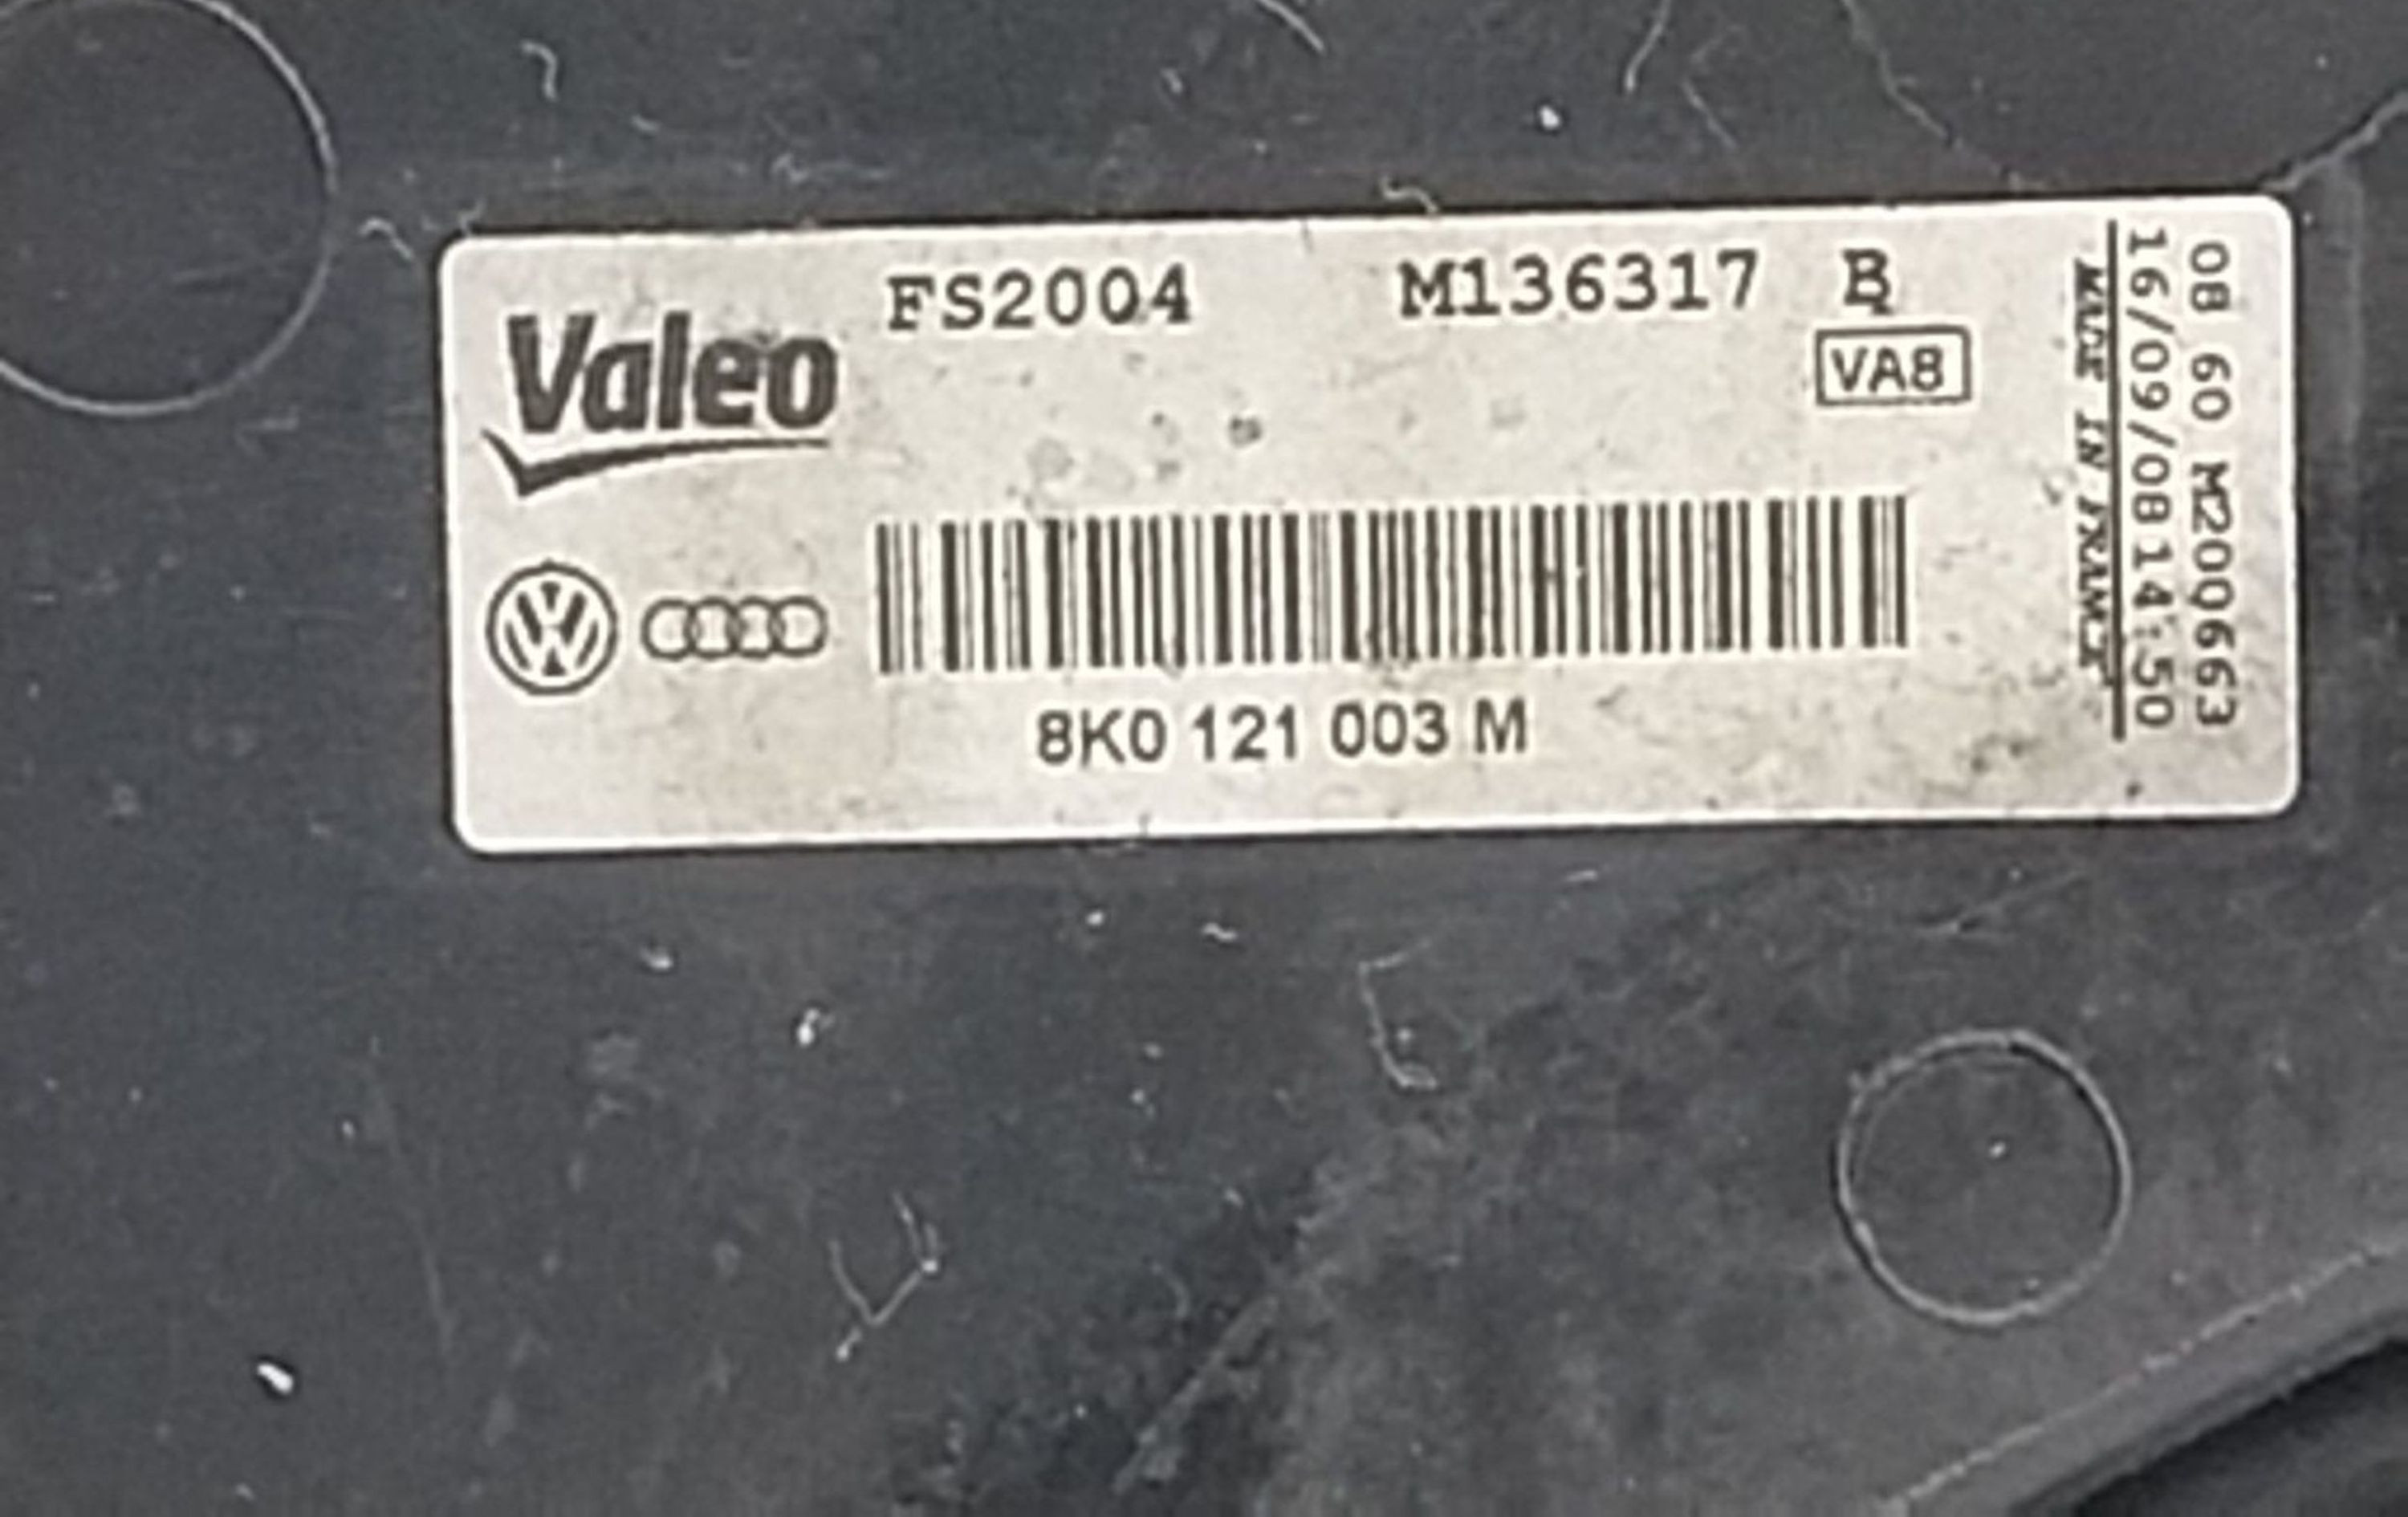 Valeo
FS2004 M136317 B
VA8
8K0 121 003 M
08 60 M200663
16/09/08 14:50
MADE IN FRANCE